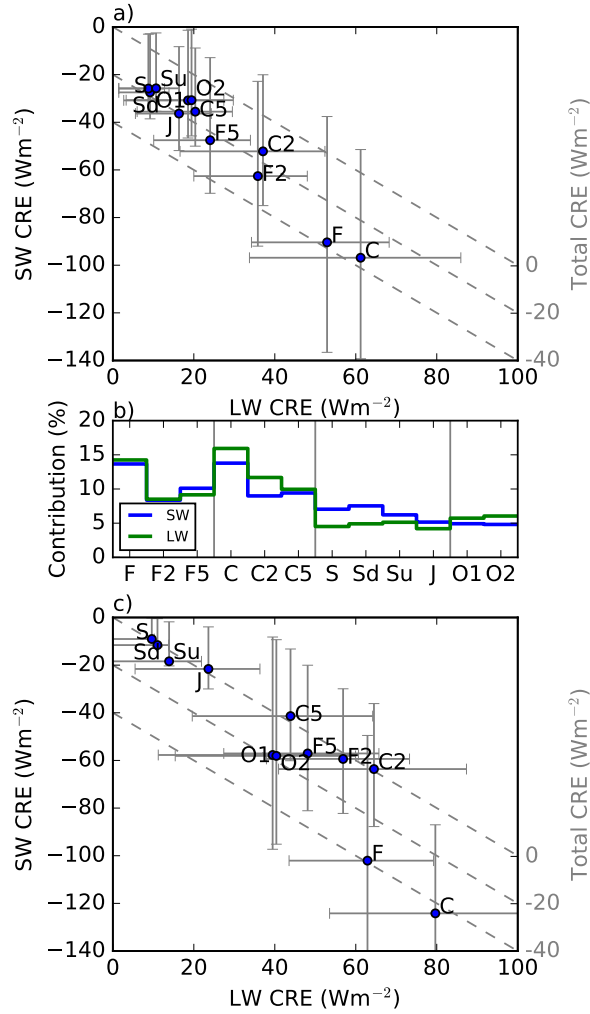 a)
0
−20
−40
−60
−80
−100
−120
−140
SW CRE (Wm⁻²)
S
Su
Sd
O1
O2
C5
J
F5
C2
F2
F
C
0
-20
-40
Total CRE (Wm⁻²)
0 20 40 60 80 100
LW CRE (Wm⁻²)
b)
20
15
10
5
0
Contribution (%)
SW
LW
F F2 F5 C C2 C5 S Sd Su J O1 O2
c)
0
−20
−40
−60
−80
−100
−120
−140
SW CRE (Wm⁻²)
S
Sd
Su
J
C5
O1
O2
F5
F2
C2
F
C
0
-20
-40
Total CRE (Wm⁻²)
0 20 40 60 80 100
LW CRE (Wm⁻²)